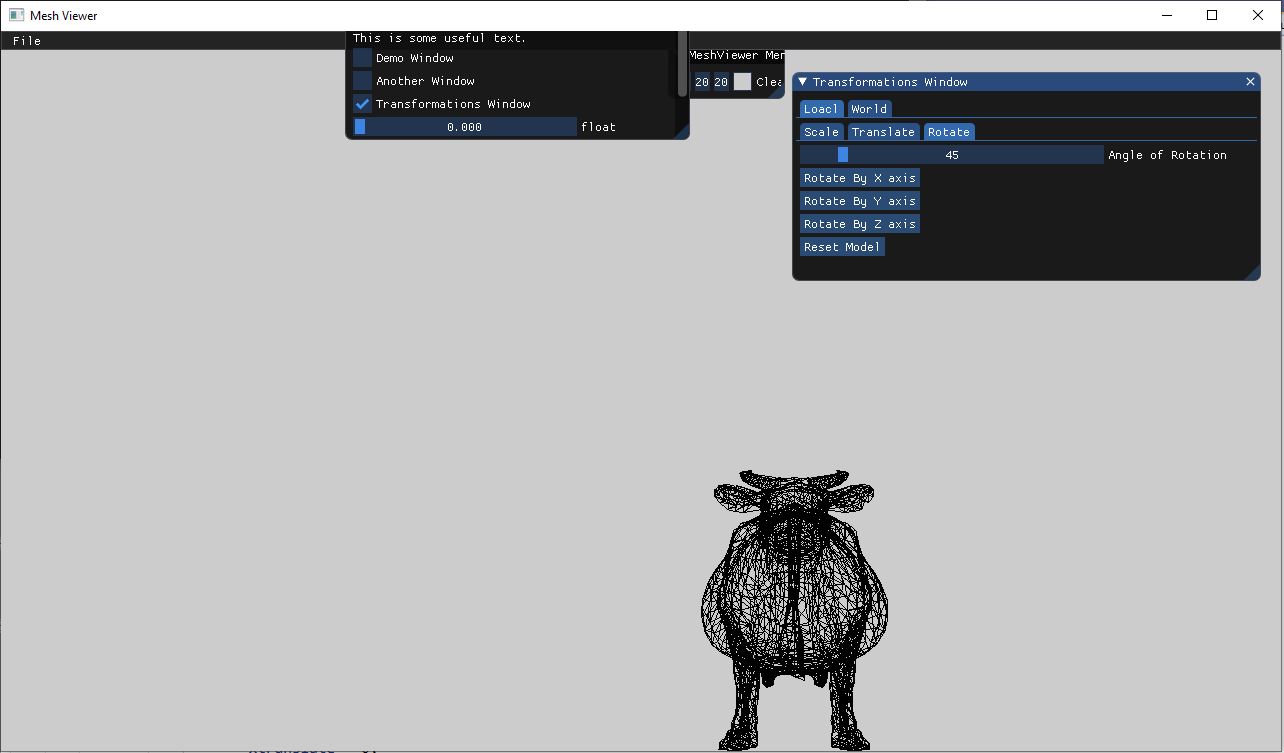 Mesh Viewer
File
This is some useful text.
Demo Window
Another Window
Transformations Window
0.000 float
MeshViewer Mer
20 20 Clea
Transformations Window
Loacl World
Scale Translate Rotate
45 Angle of Rotation
Rotate By X axis
Rotate By Y axis
Rotate By Z axis
Reset Model